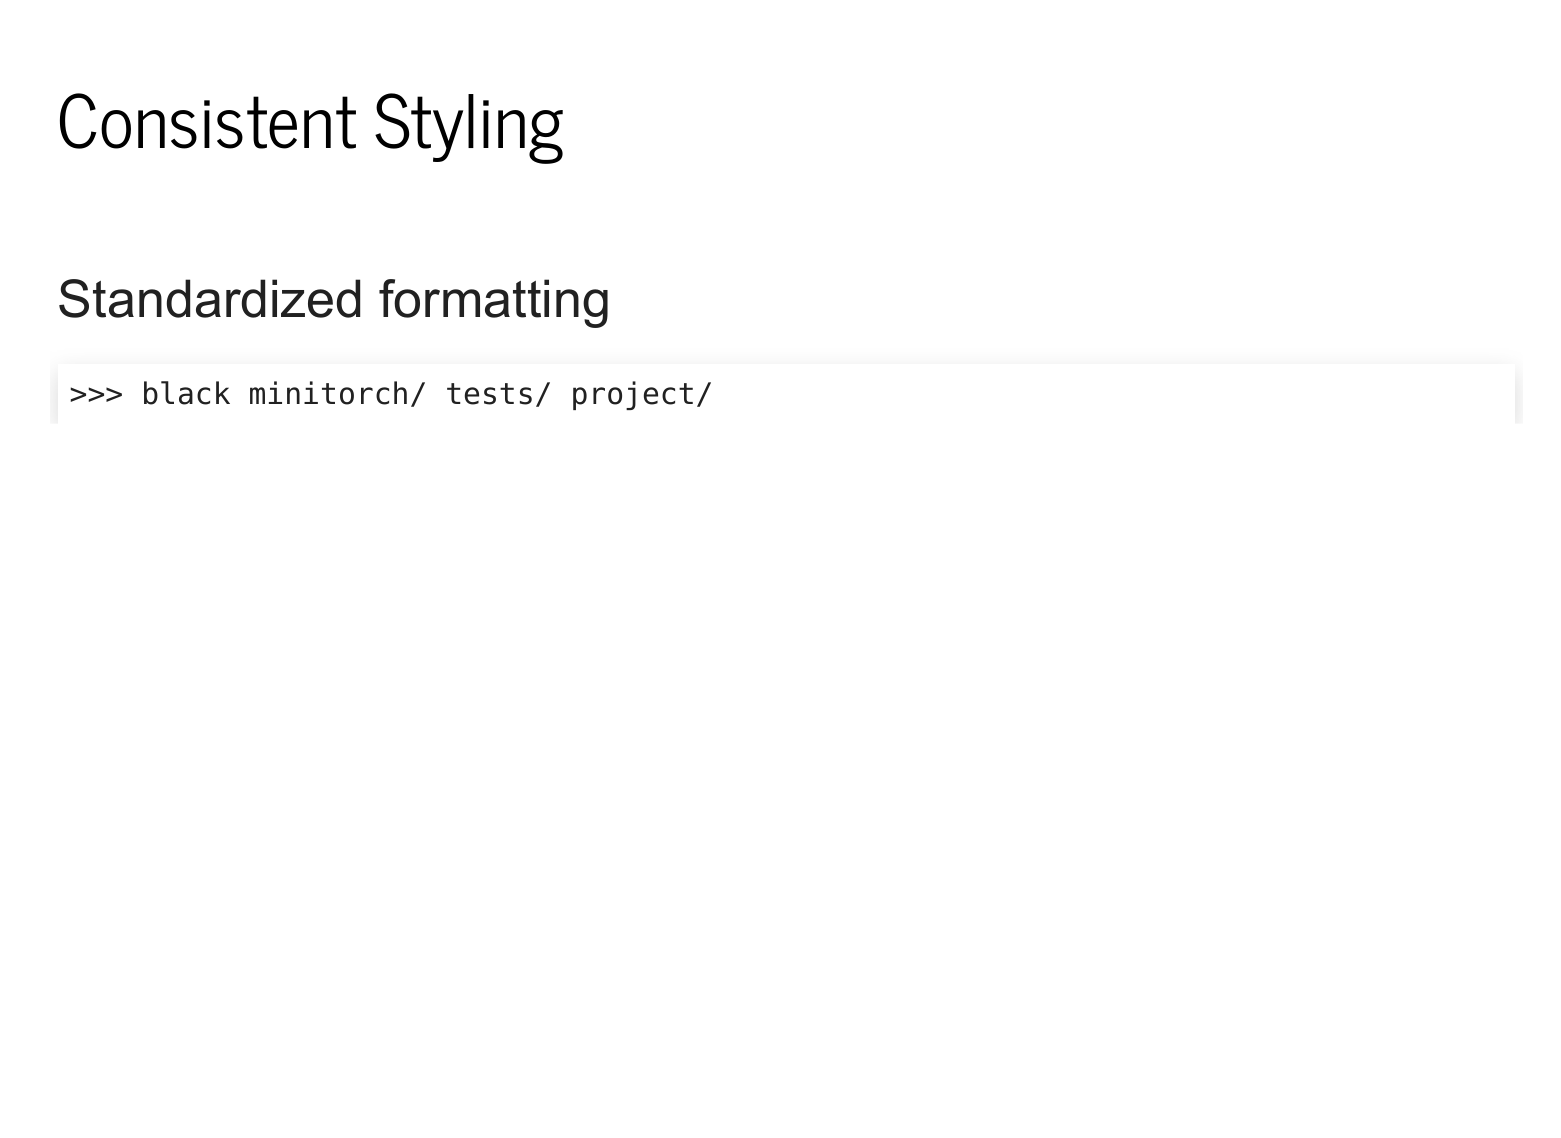 Consistent Styling
Standardized formatting
>>> black minitorch/ tests/ project/